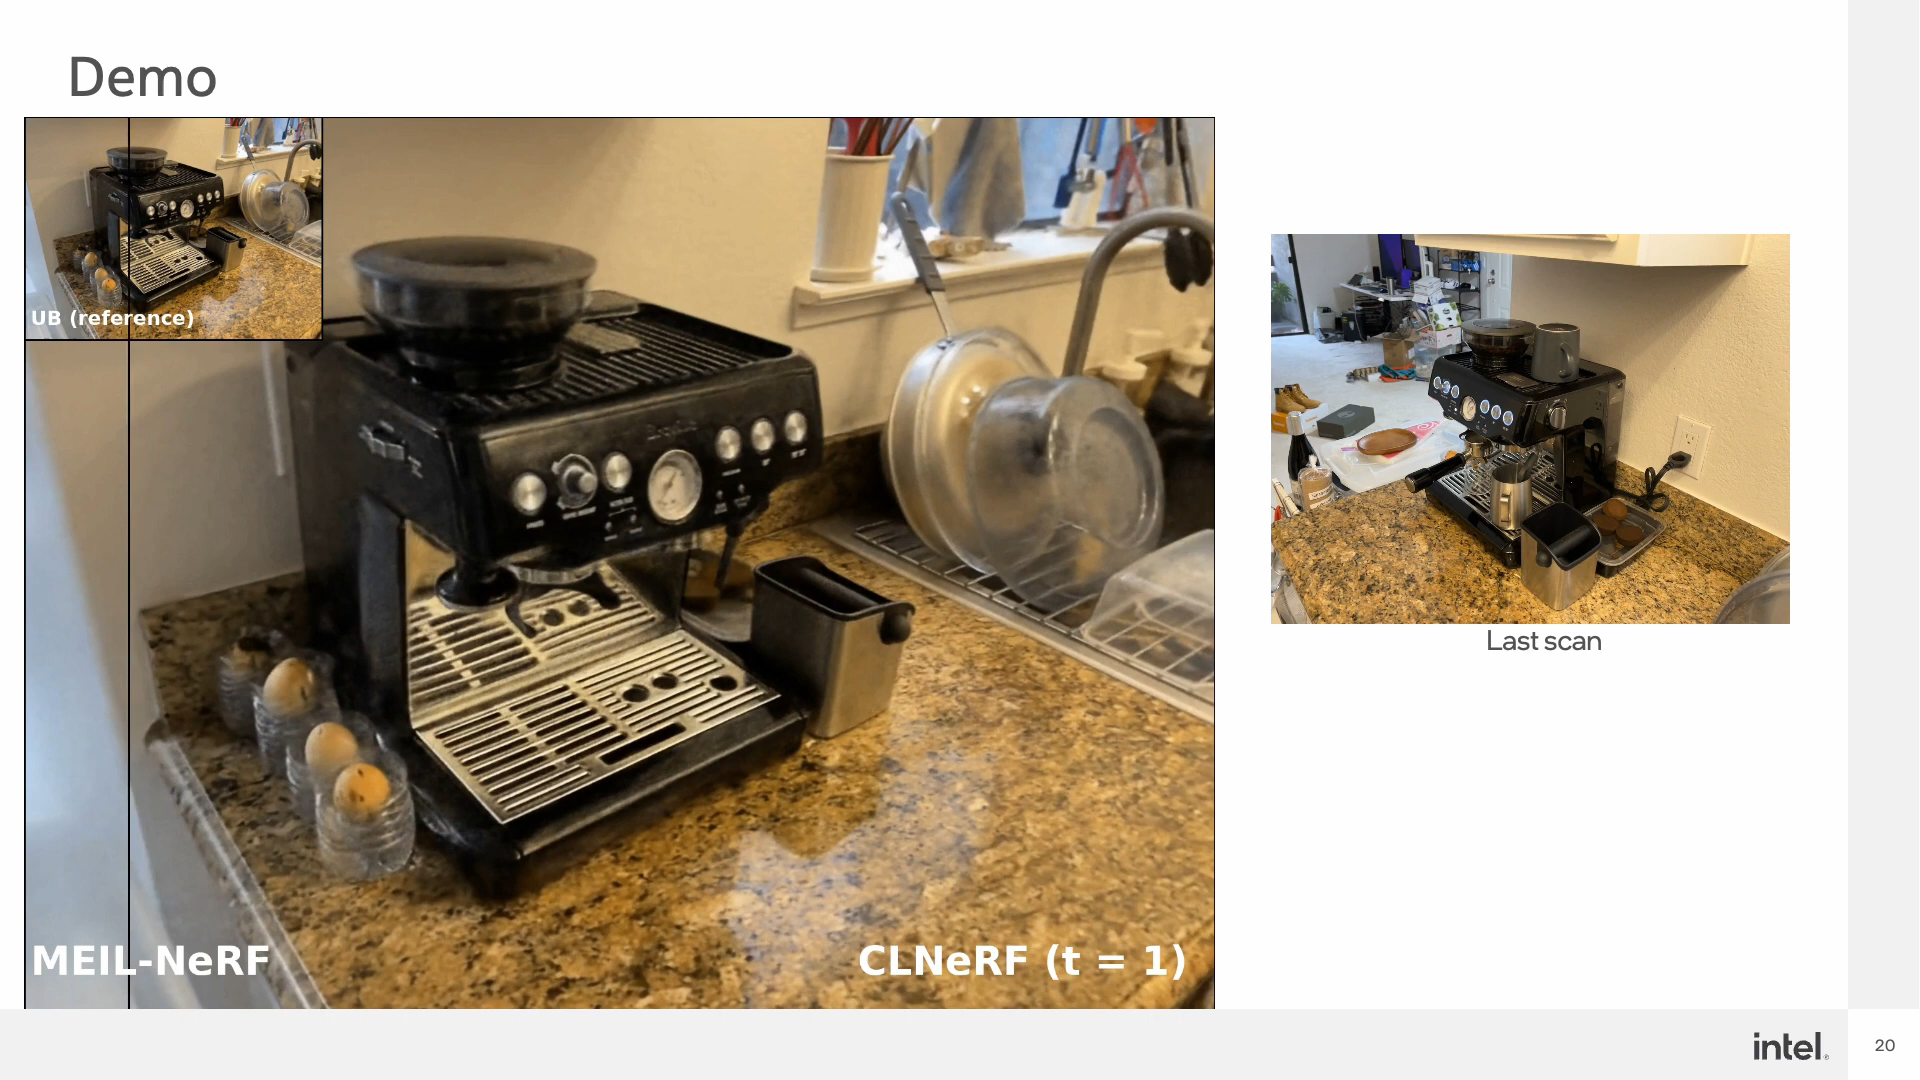 Demo
UB (reference)
MEIL-NeRF
CLNeRF (t = 1)
Last scan
intel
20